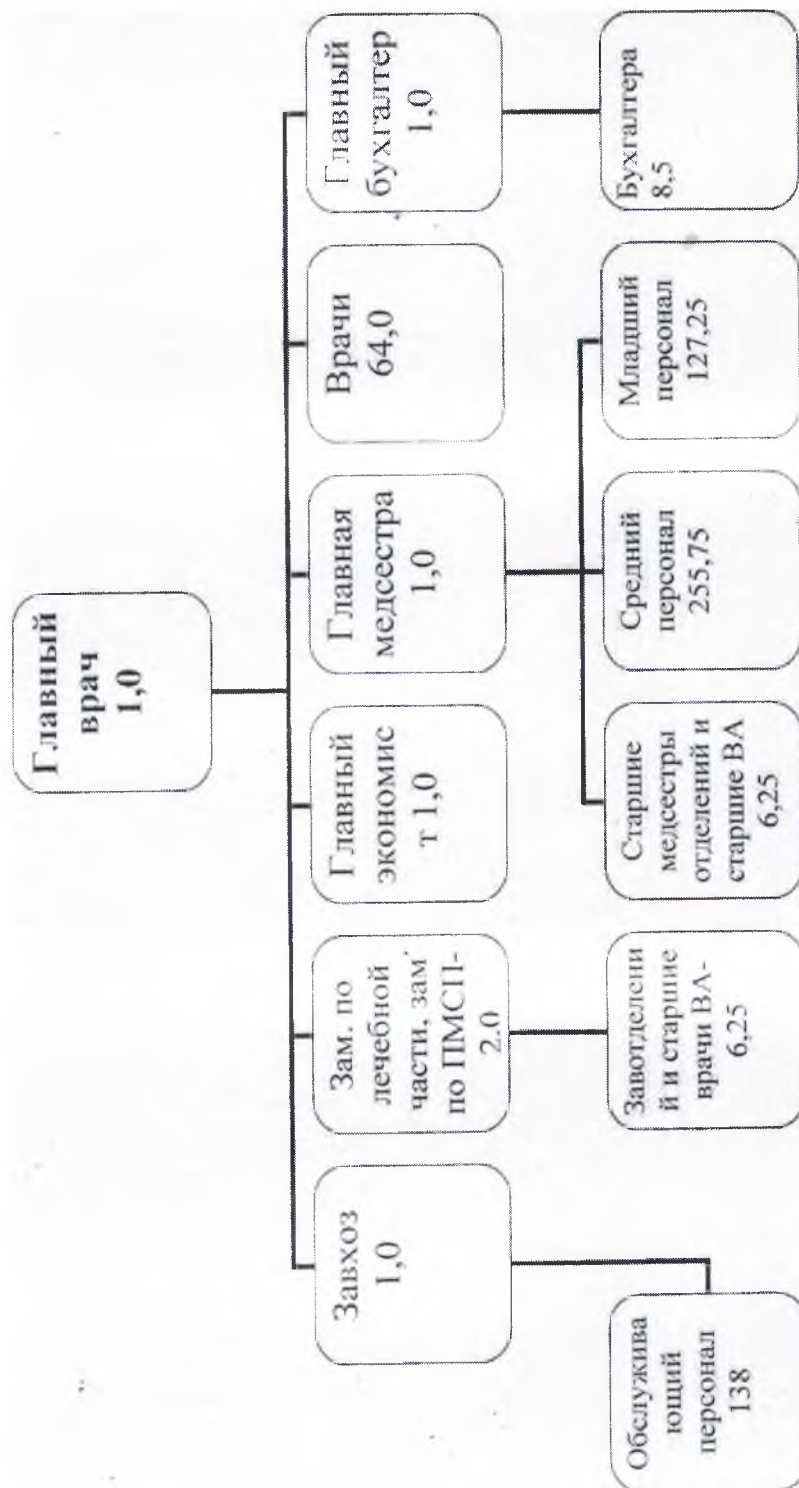 Главный
врач
1,0
Завхоз
1,0
Зам. по
лечебной
части, зам
по ПМСП-
2.0
Главный
экономис
т 1,0
Главная
медсестра
1,0
Врачи
64,0
Главный
бухгалтер
1,0
Обслужива
ющий
персонал
138
Завотделени
й и старшие
врачи ВА-
6,25
Старшие
медсестры
отделений и
старшие ВА
6,25
Средний
персонал
255,75
Младший
персонал
127,25
Бухгалтера
8,5